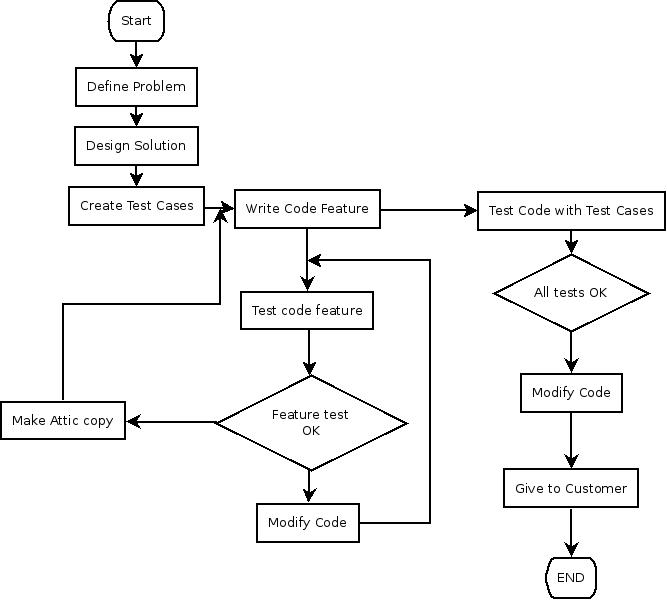 Start
Define Problem
Design Solution
Create Test Cases
Write Code Feature
Test Code with Test Cases
All tests OK
Test code feature
Modify Code
Make Attic copy
Feature test
OK
Give to Customer
Modify Code
END